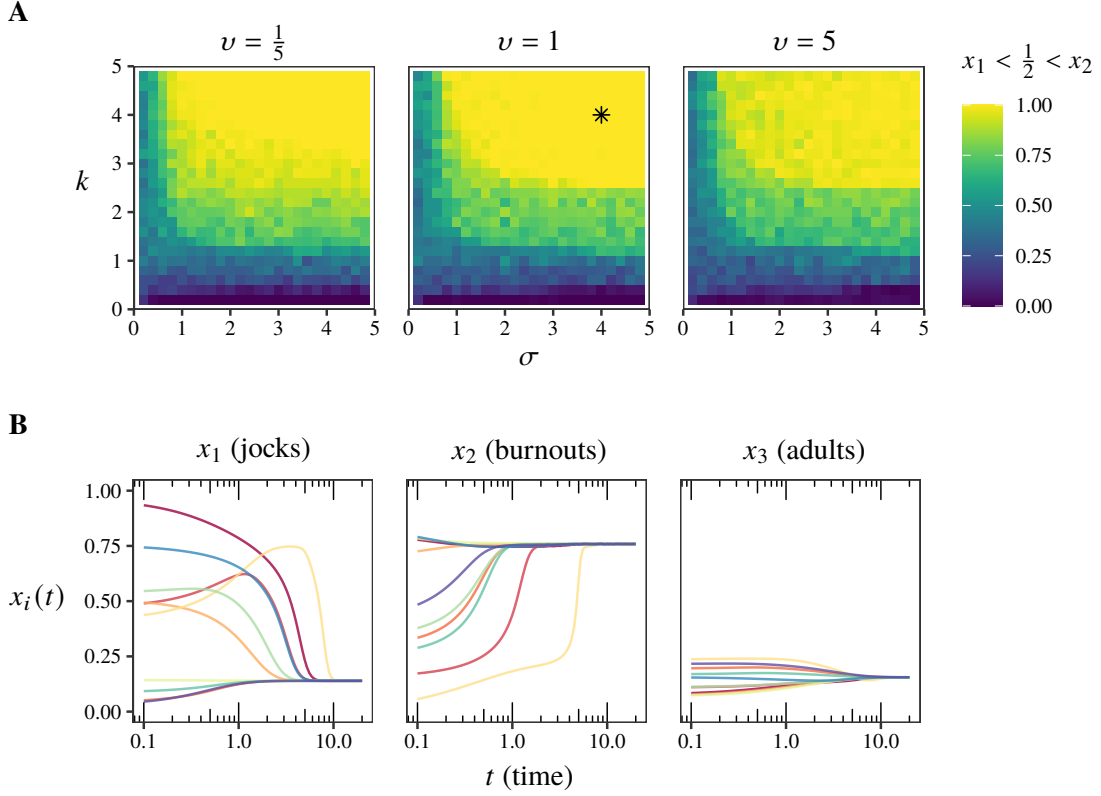 A
υ = 1/5
υ = 1
υ = 5
x₁ < 1/2 < x₂
k
5
4
3
2
1
0
0 1 2 3 4 5
0 1 2 3 4 5
0 1 2 3 4 5
σ
1.00
0.75
0.50
0.25
0.00
B
x₁ (jocks)
x₂ (burnouts)
x₃ (adults)
xᵢ(t)
1.00
0.75
0.50
0.25
0.00
0.1 1.0 10.0
0.1 1.0 10.0
0.1 1.0 10.0
t (time)